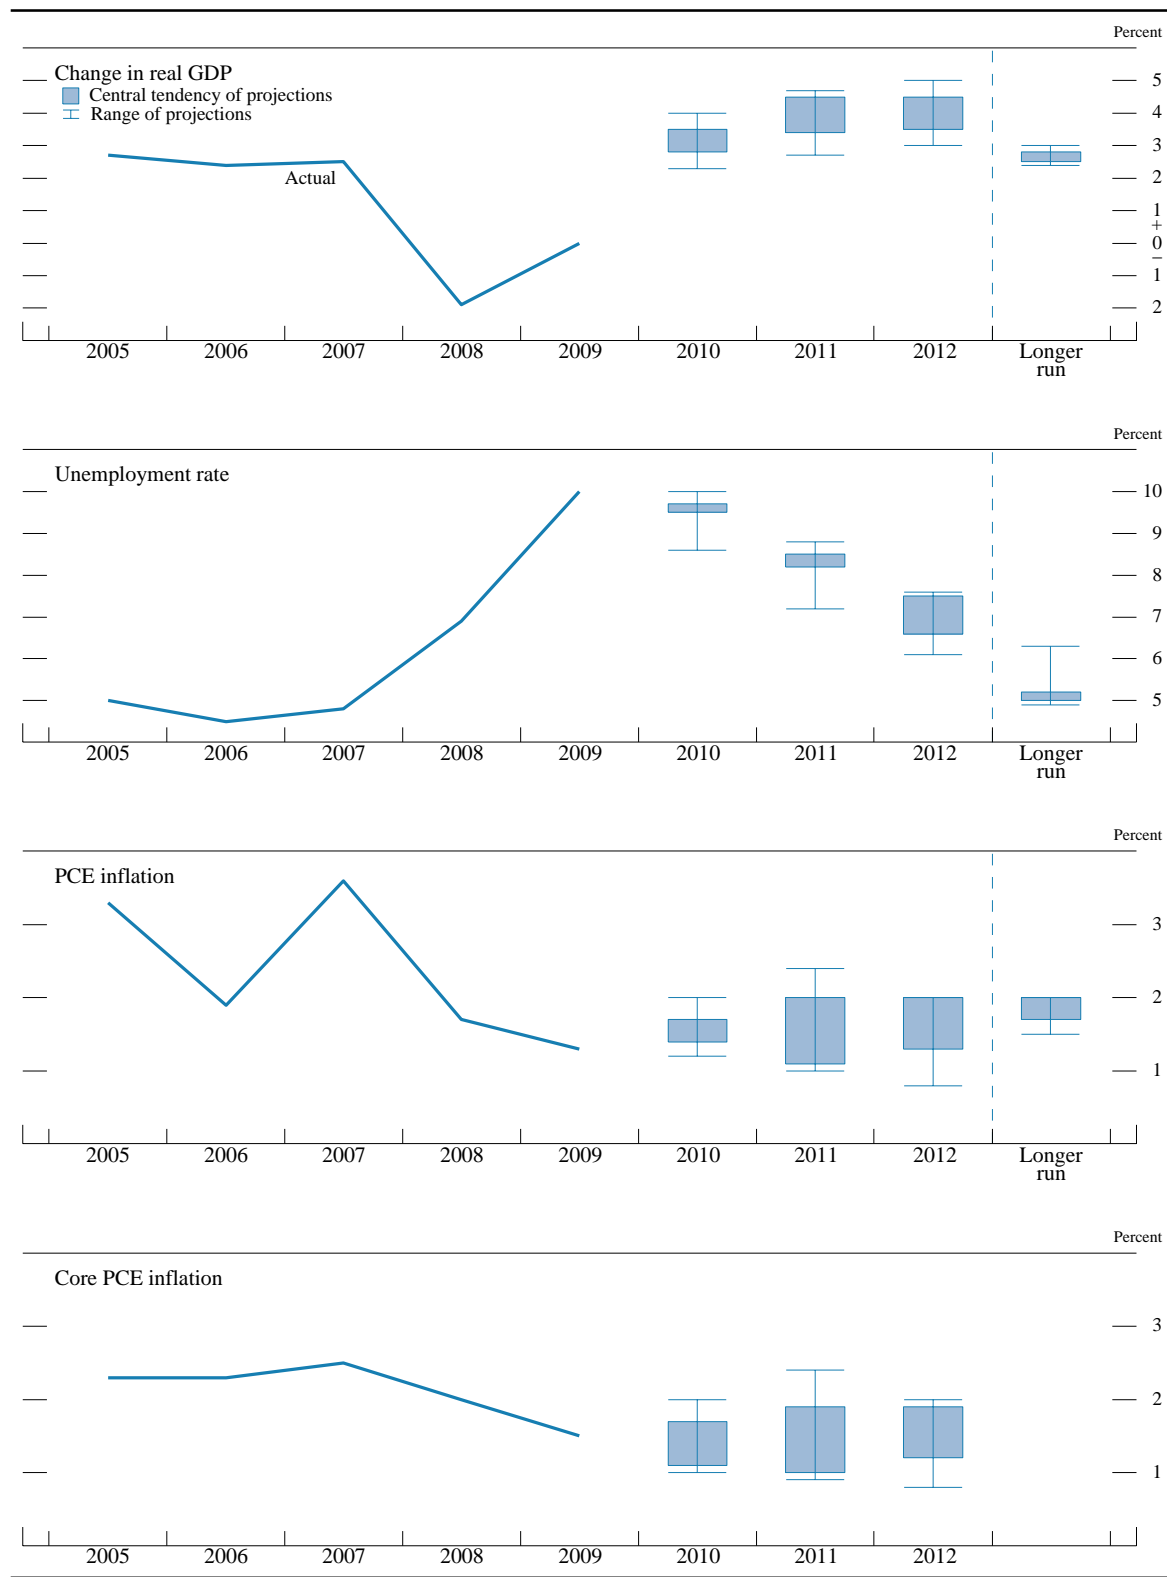 Percent
Change in real GDP
Central tendency of projections
Range of projections
Actual
5
4
3
2
1
+
0
–
1
2
2005 2006 2007 2008 2009 2010 2011 2012 Longer
run
Percent
Unemployment rate
10
9
8
7
6
5
2005 2006 2007 2008 2009 2010 2011 2012 Longer
run
Percent
PCE inflation
3
2
1
2005 2006 2007 2008 2009 2010 2011 2012 Longer
run
Percent
Core PCE inflation
3
2
1
2005 2006 2007 2008 2009 2010 2011 2012